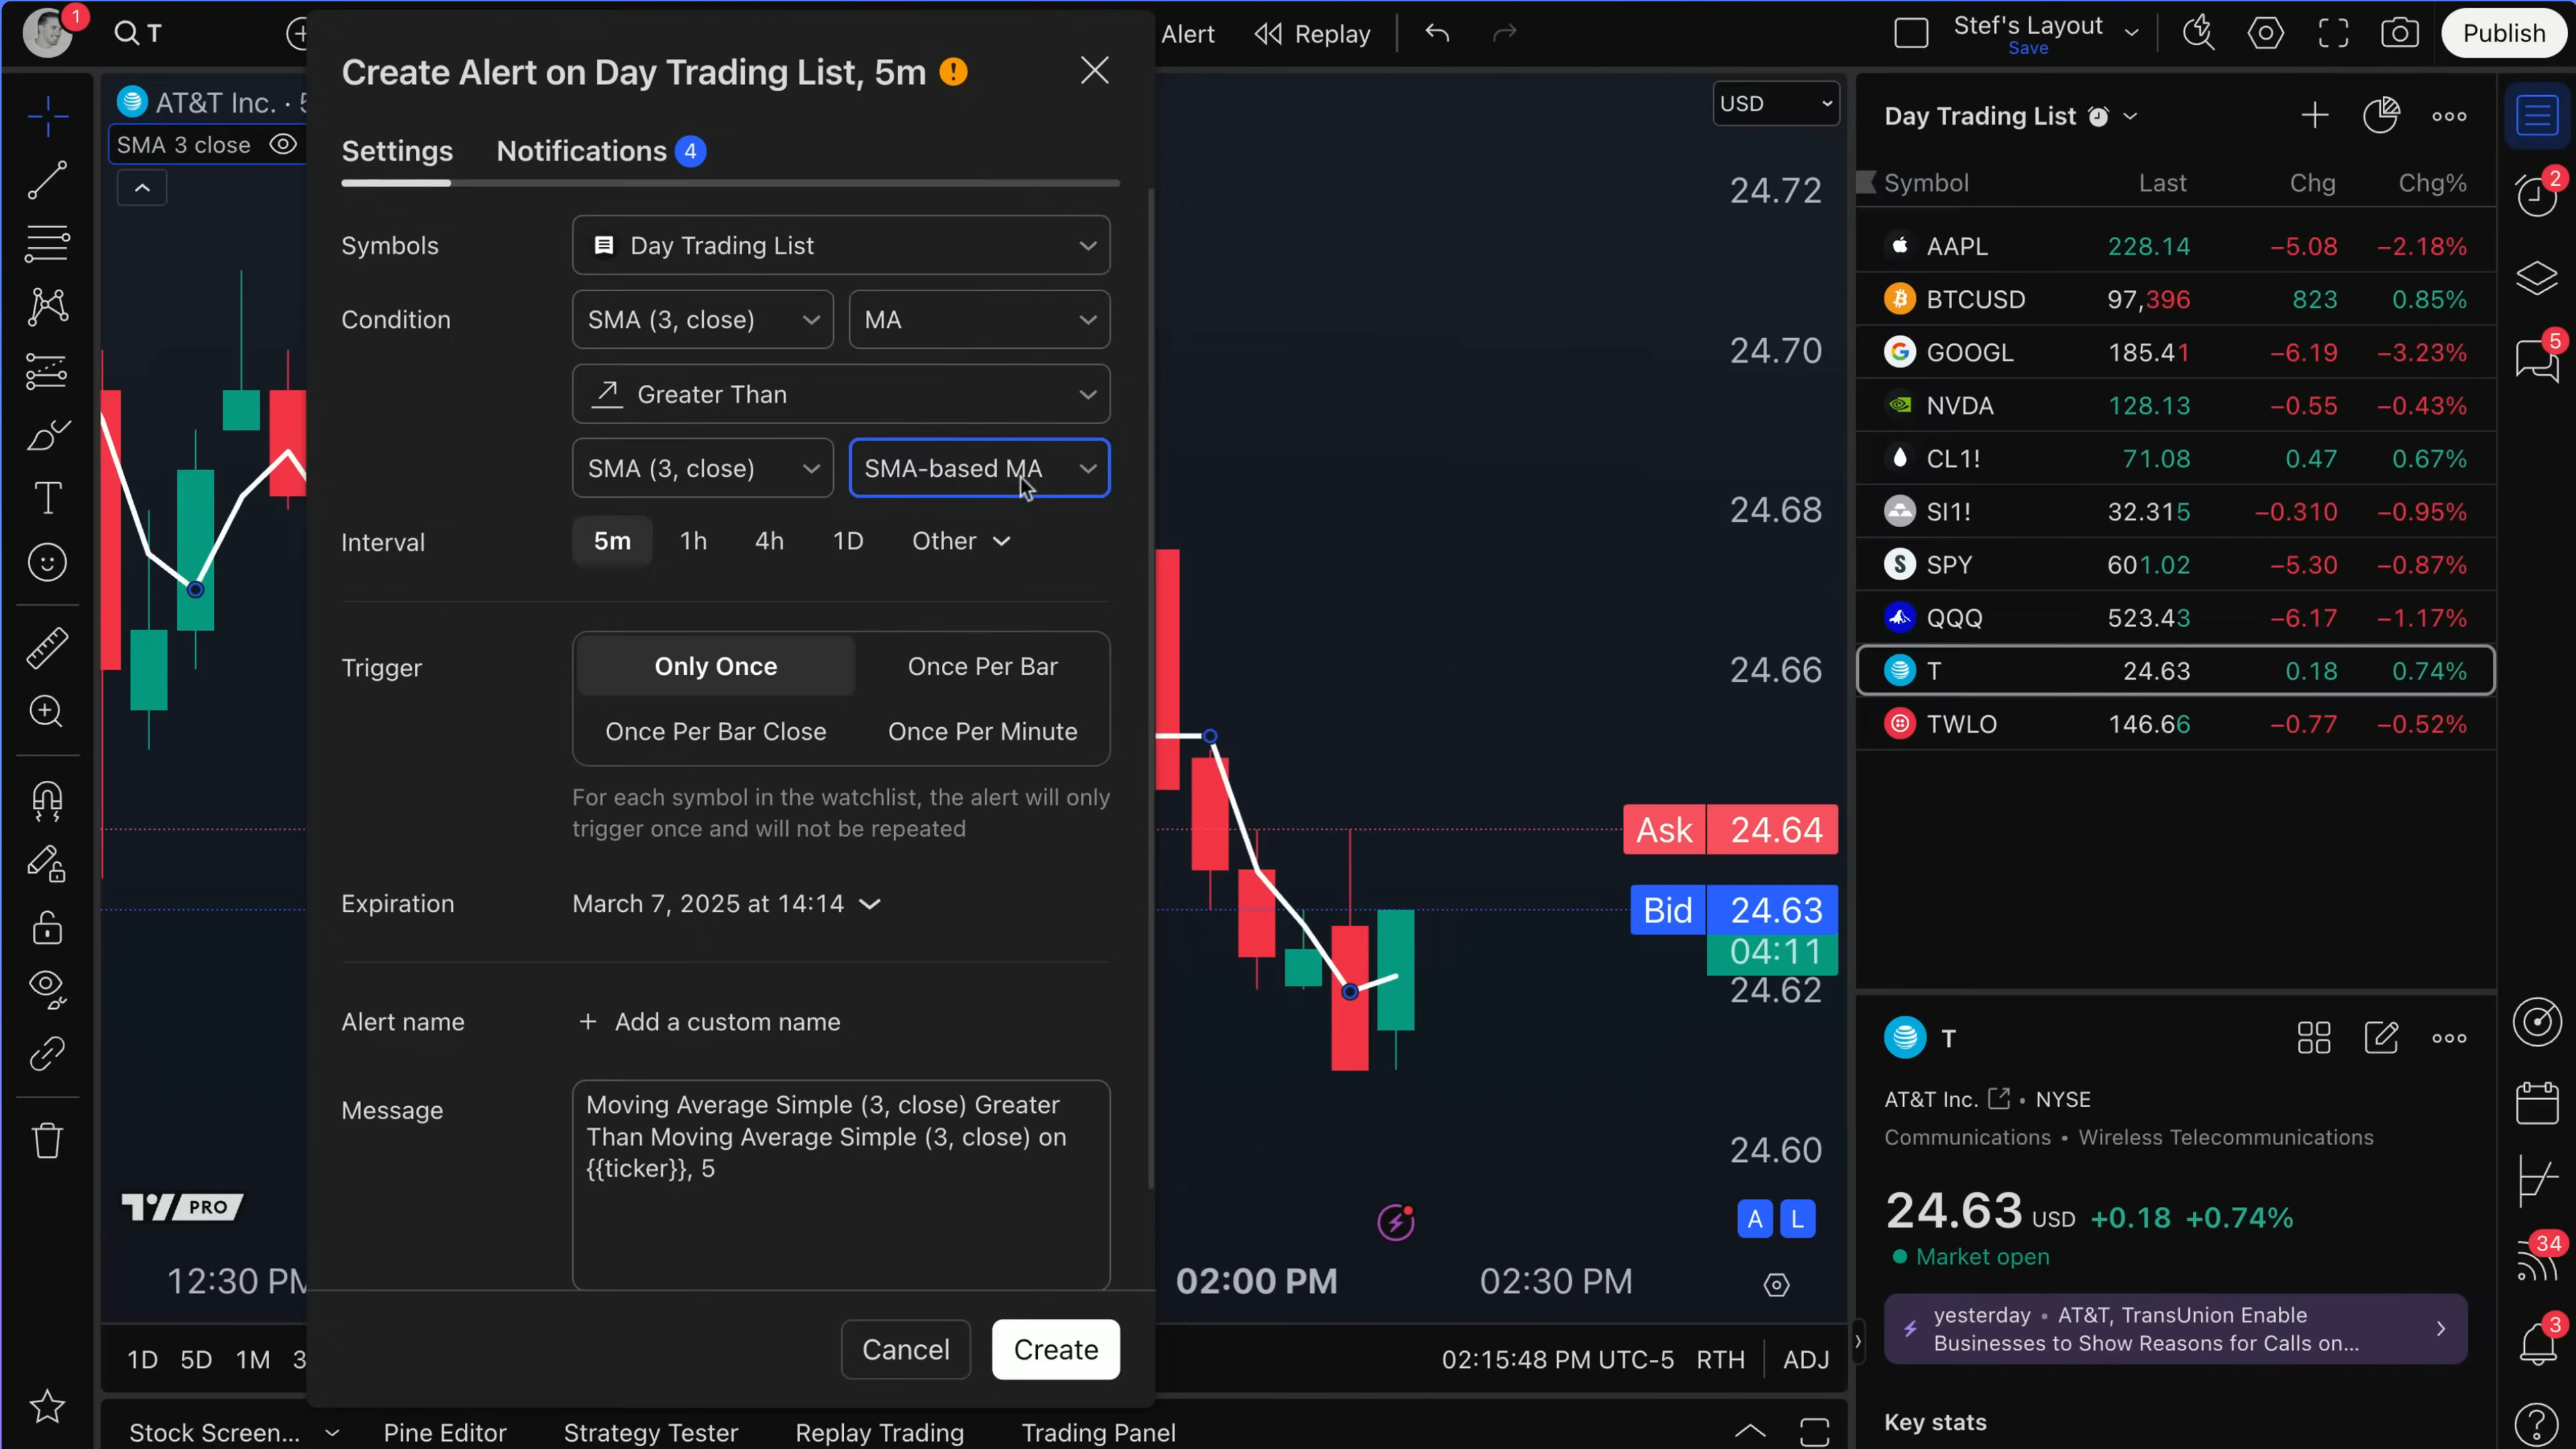 1
T
Alert
Replay
Stef's Layout
Save
Publish
AT&T Inc. · 5
SMA 3 close
Create Alert on Day Trading List, 5m
Settings
Notifications 4
Symbols
Day Trading List
Condition
SMA (3, close)
MA
Greater Than
SMA (3, close)
SMA-based MA
Interval
5m
1h
4h
1D
Other
Trigger
Only Once
Once Per Bar
Once Per Bar Close
Once Per Minute
For each symbol in the watchlist, the alert will only
trigger once and will not be repeated
Expiration
March 7, 2025 at 14:14
Alert name
+ Add a custom name
Message
Moving Average Simple (3, close) Greater
Than Moving Average Simple (3, close) on
{{ticker}}, 5
Cancel
Create
USD
24.72
24.70
24.68
24.66
Ask 24.64
Bid 24.63
04:11
24.62
24.60
A L
PRO
12:30 PM
02:00 PM
02:30 PM
1D 5D 1M 3
02:15:48 PM UTC-5 RTH ADJ
Stock Screen...
Pine Editor
Strategy Tester
Replay Trading
Trading Panel
Day Trading List
Symbol Last Chg Chg%
AAPL 228.14 −5.08 −2.18%
BTCUSD 97,396 823 0.85%
GOOGL 185.41 −6.19 −3.23%
NVDA 128.13 −0.55 −0.43%
CL1! 71.08 0.47 0.67%
SI1! 32.315 −0.310 −0.95%
SPY 601.02 −5.30 −0.87%
QQQ 523.43 −6.17 −1.17%
T 24.63 0.18 0.74%
TWLO 146.66 −0.77 −0.52%
T
AT&T Inc. • NYSE
Communications • Wireless Telecommunications
24.63 USD +0.18 +0.74%
Market open
yesterday • AT&T, TransUnion Enable
Businesses to Show Reasons for Calls on...
Key stats
2
5
34
3